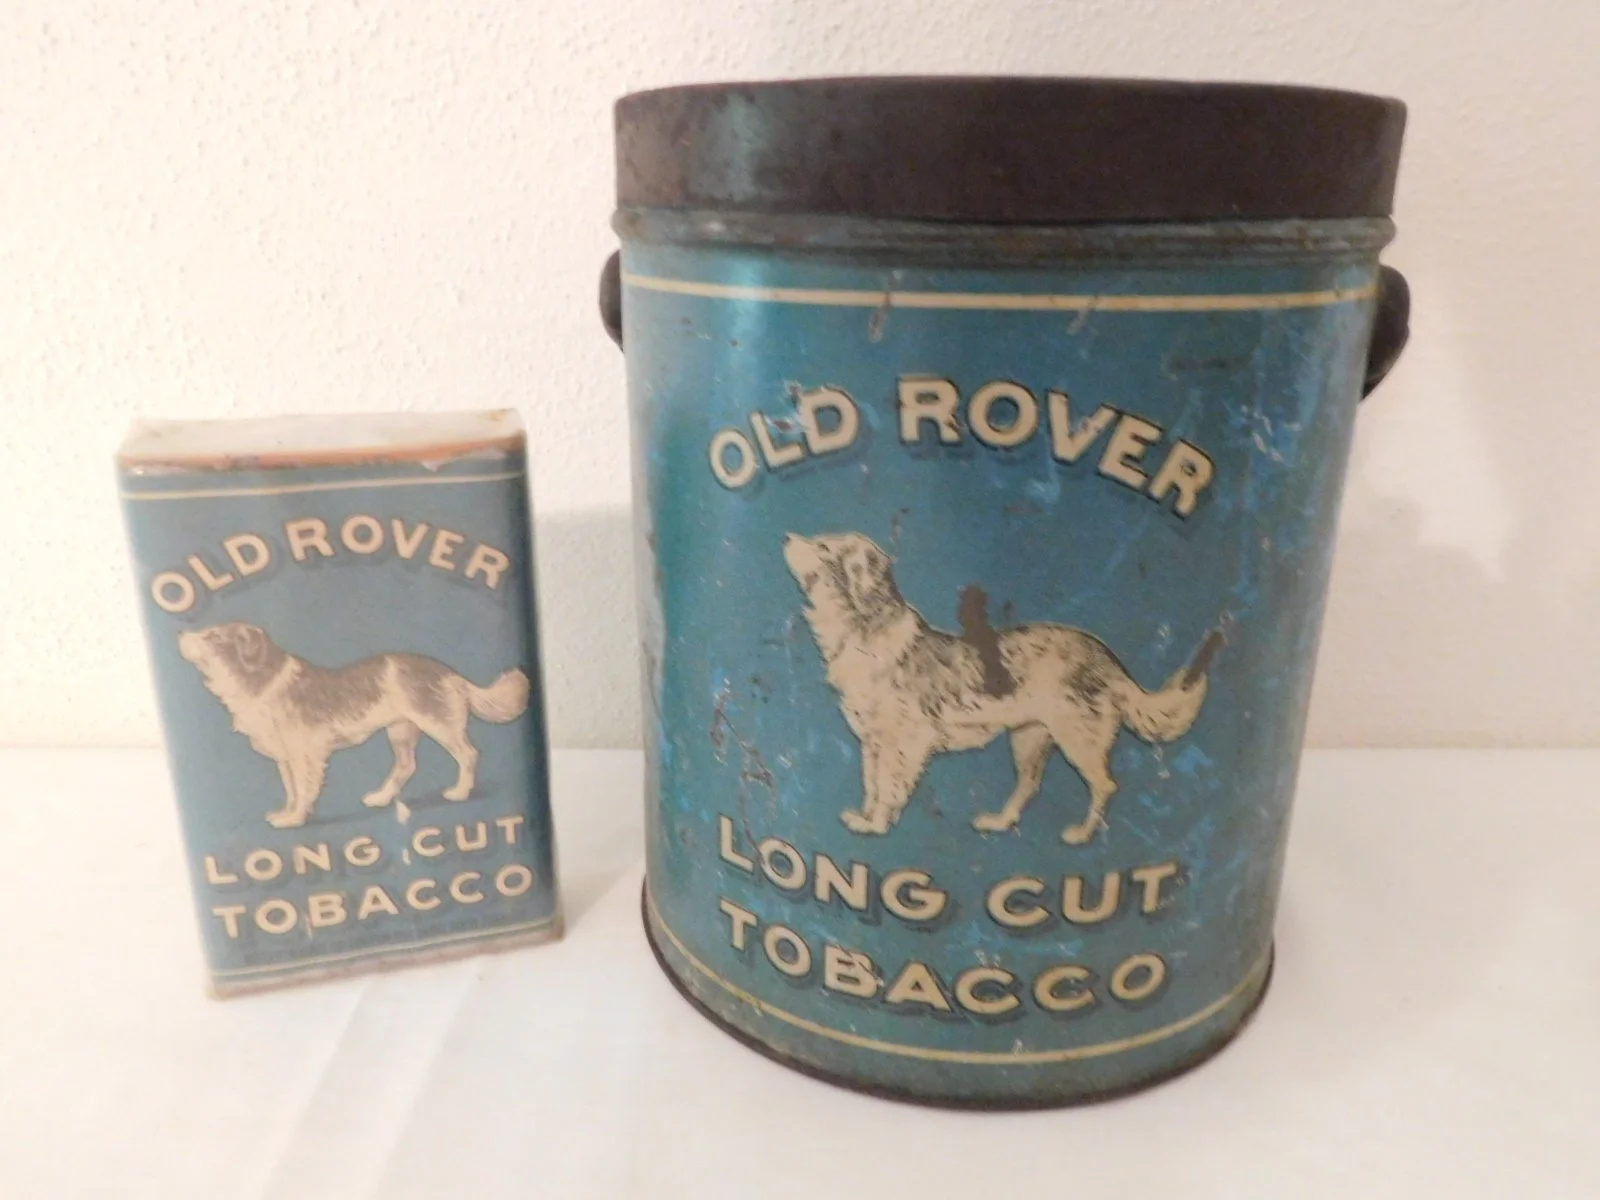 OLD ROVER
LONG CUT
TOBACCO
OLD ROVER
LONG CUT
TOBACCO